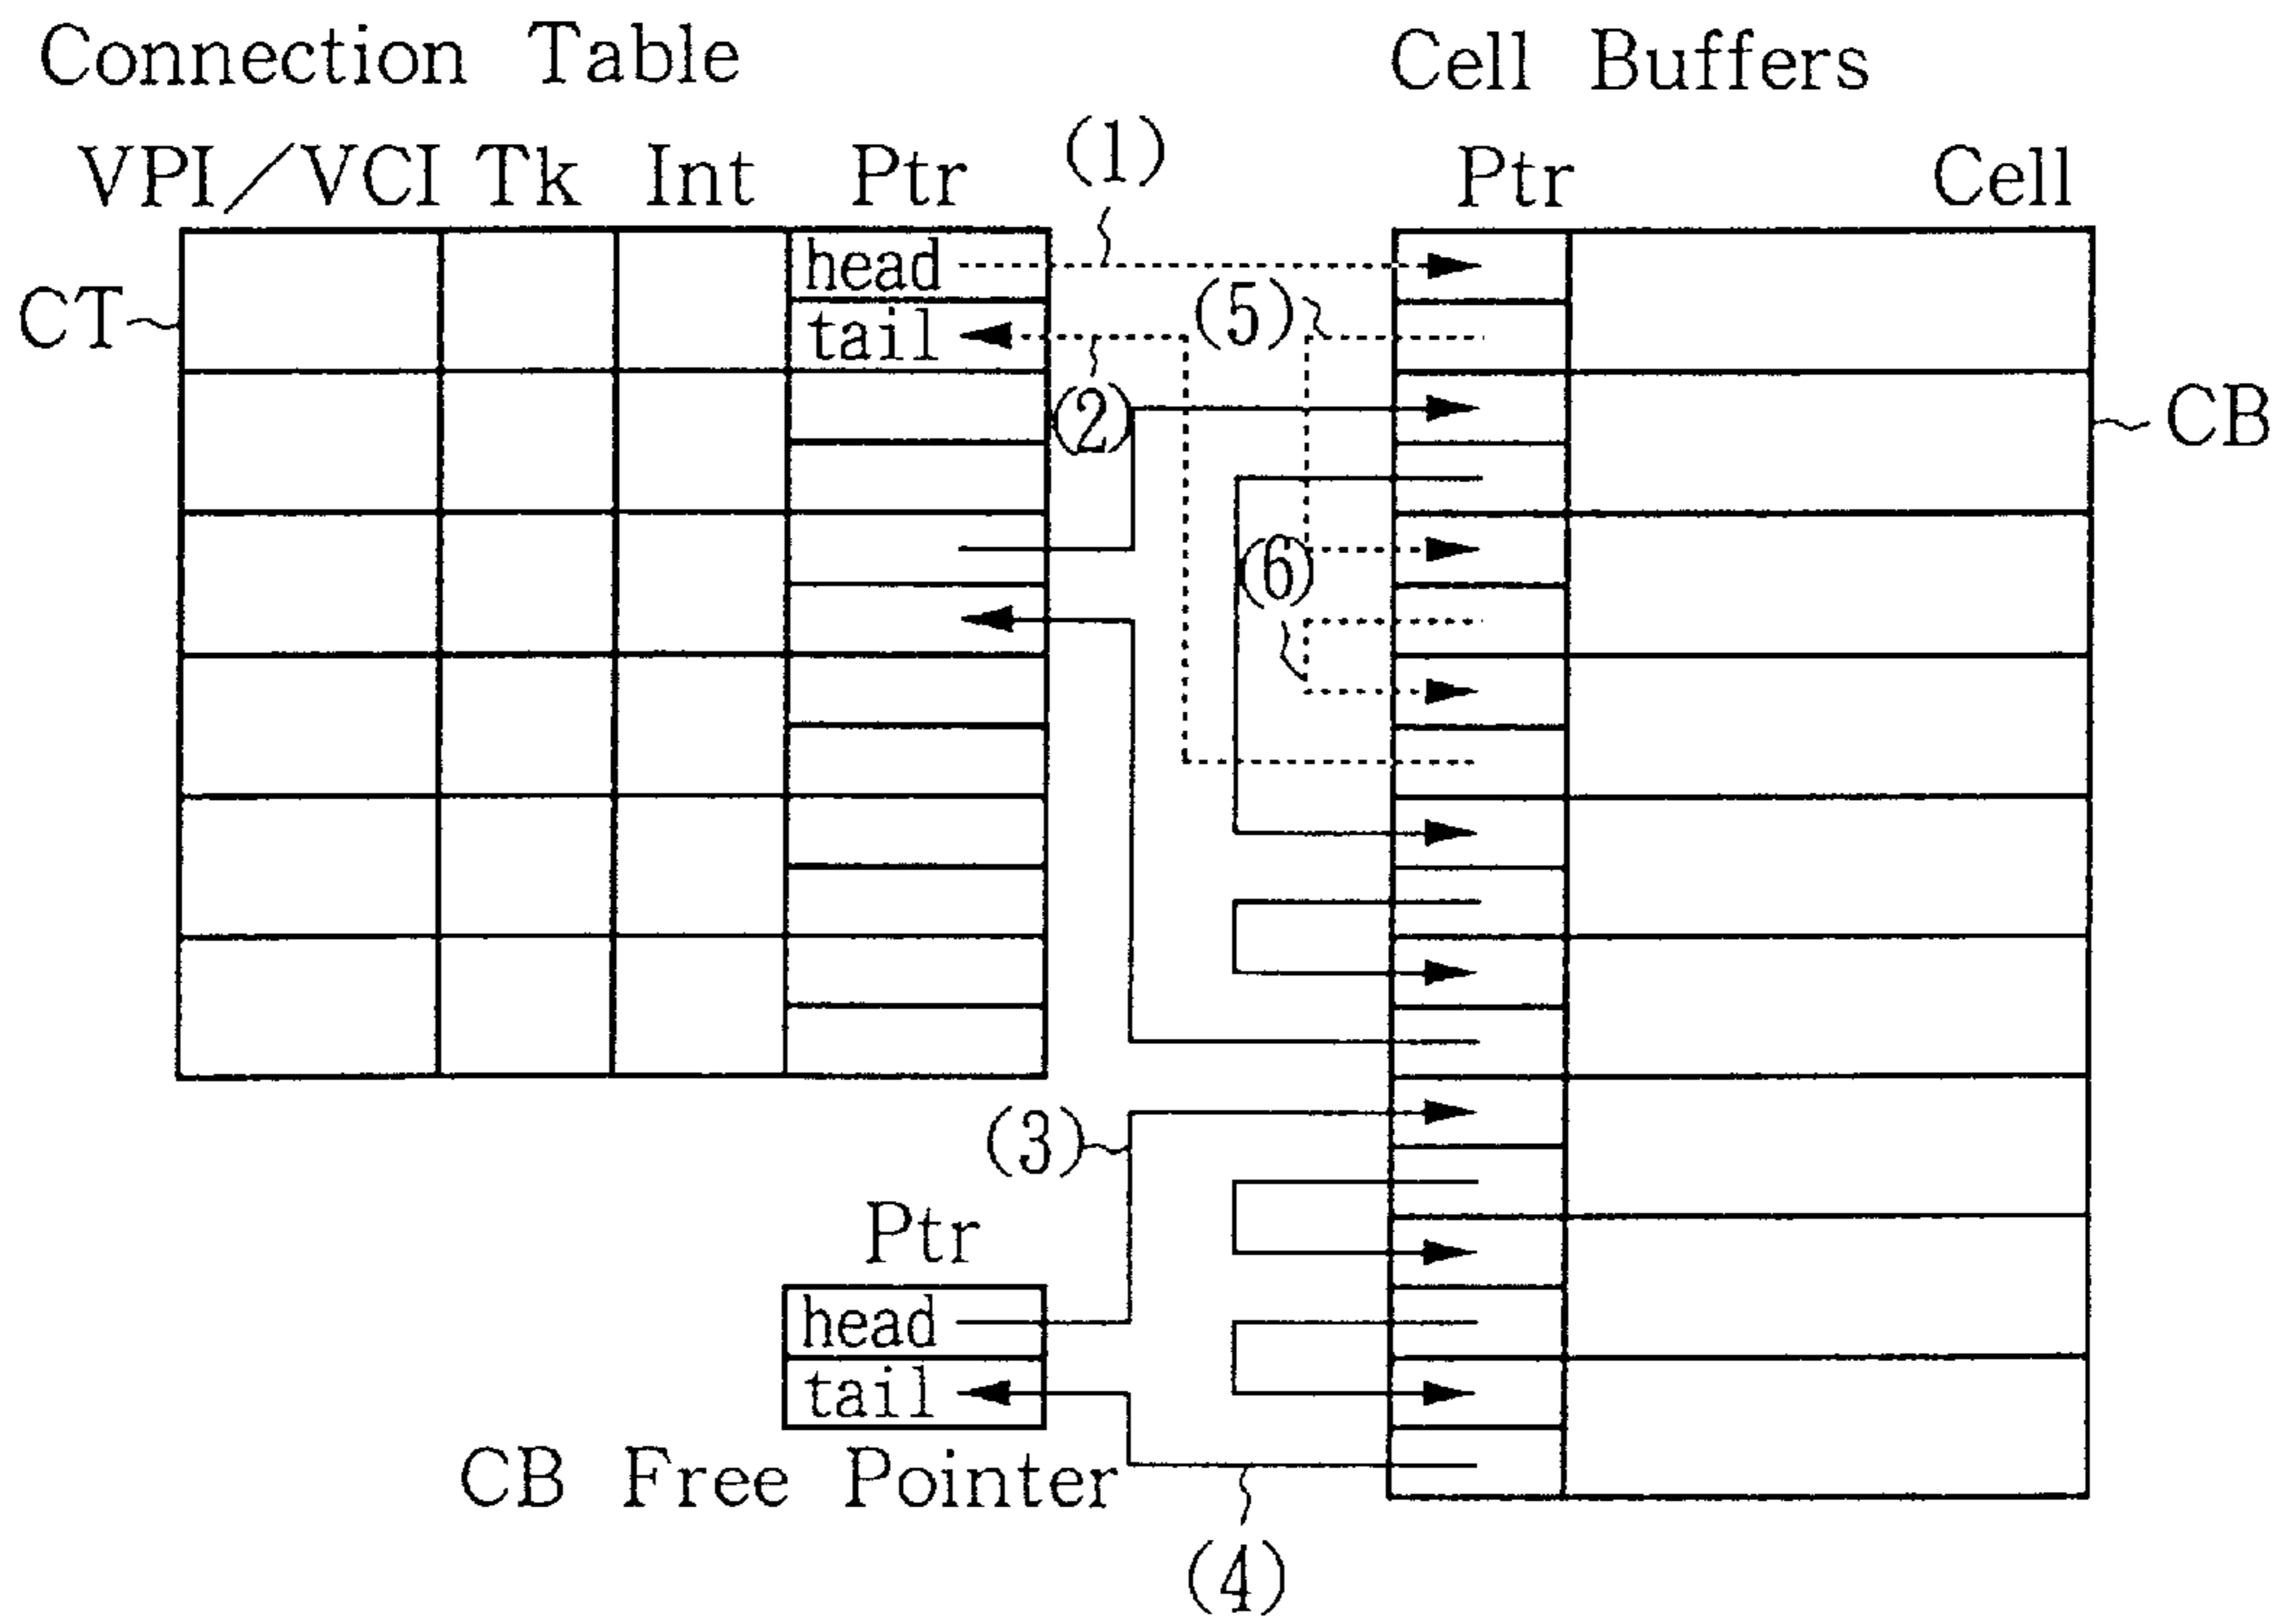 Connection Table
Cell Buffers
VPI/VCI Tk Int Ptr
(1)
Ptr Cell
head
tail
CT
(5)
(2)
CB
(6)
(3)
Ptr
head
tail
CB Free Pointer
(4)